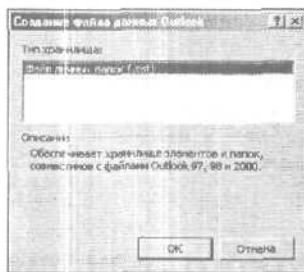 Создание файла данных Outlook
Тип хранилища:
Файл личных папок (.pst)
Описание:
Обеспечивает хранилище элементов и папок,
совместимое с файлами Outlook 97, 98 и 2000.
OK
Отмена